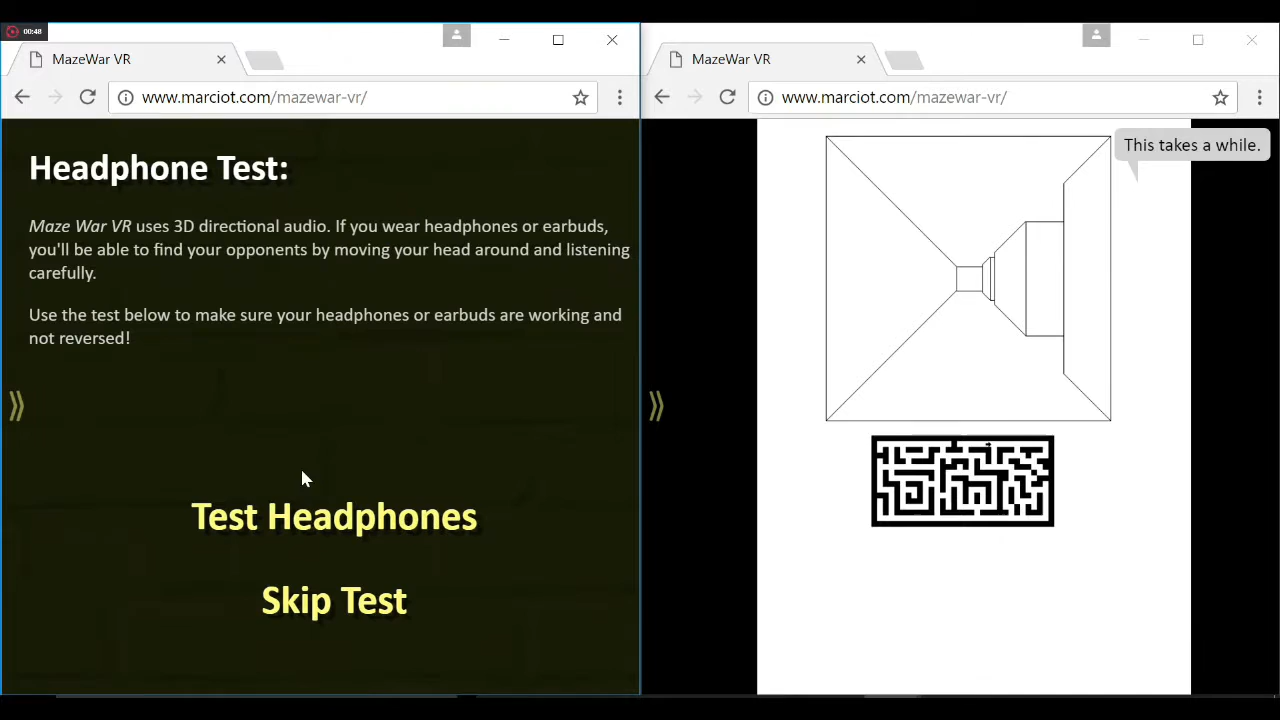 00:48
MazeWar VR
www.marciot.com/mazewar-vr/
Headphone Test:
Maze War VR uses 3D directional audio. If you wear headphones or earbuds,
you'll be able to find your opponents by moving your head around and listening
carefully.
Use the test below to make sure your headphones or earbuds are working and
not reversed!
Test Headphones
Skip Test
MazeWar VR
www.marciot.com/mazewar-vr/
This takes a while.